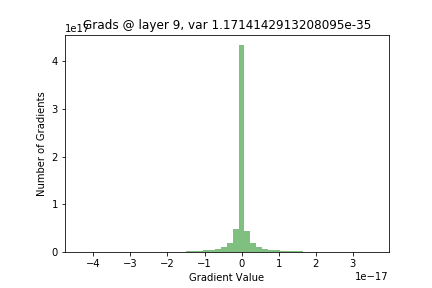 Grads @ layer 9, var 1.1714142913208095e-35
1e17
4
3
2
1
0
Number of Gradients
−4 −3 −2 −1 0 1 2 3
Gradient Value
1e−17